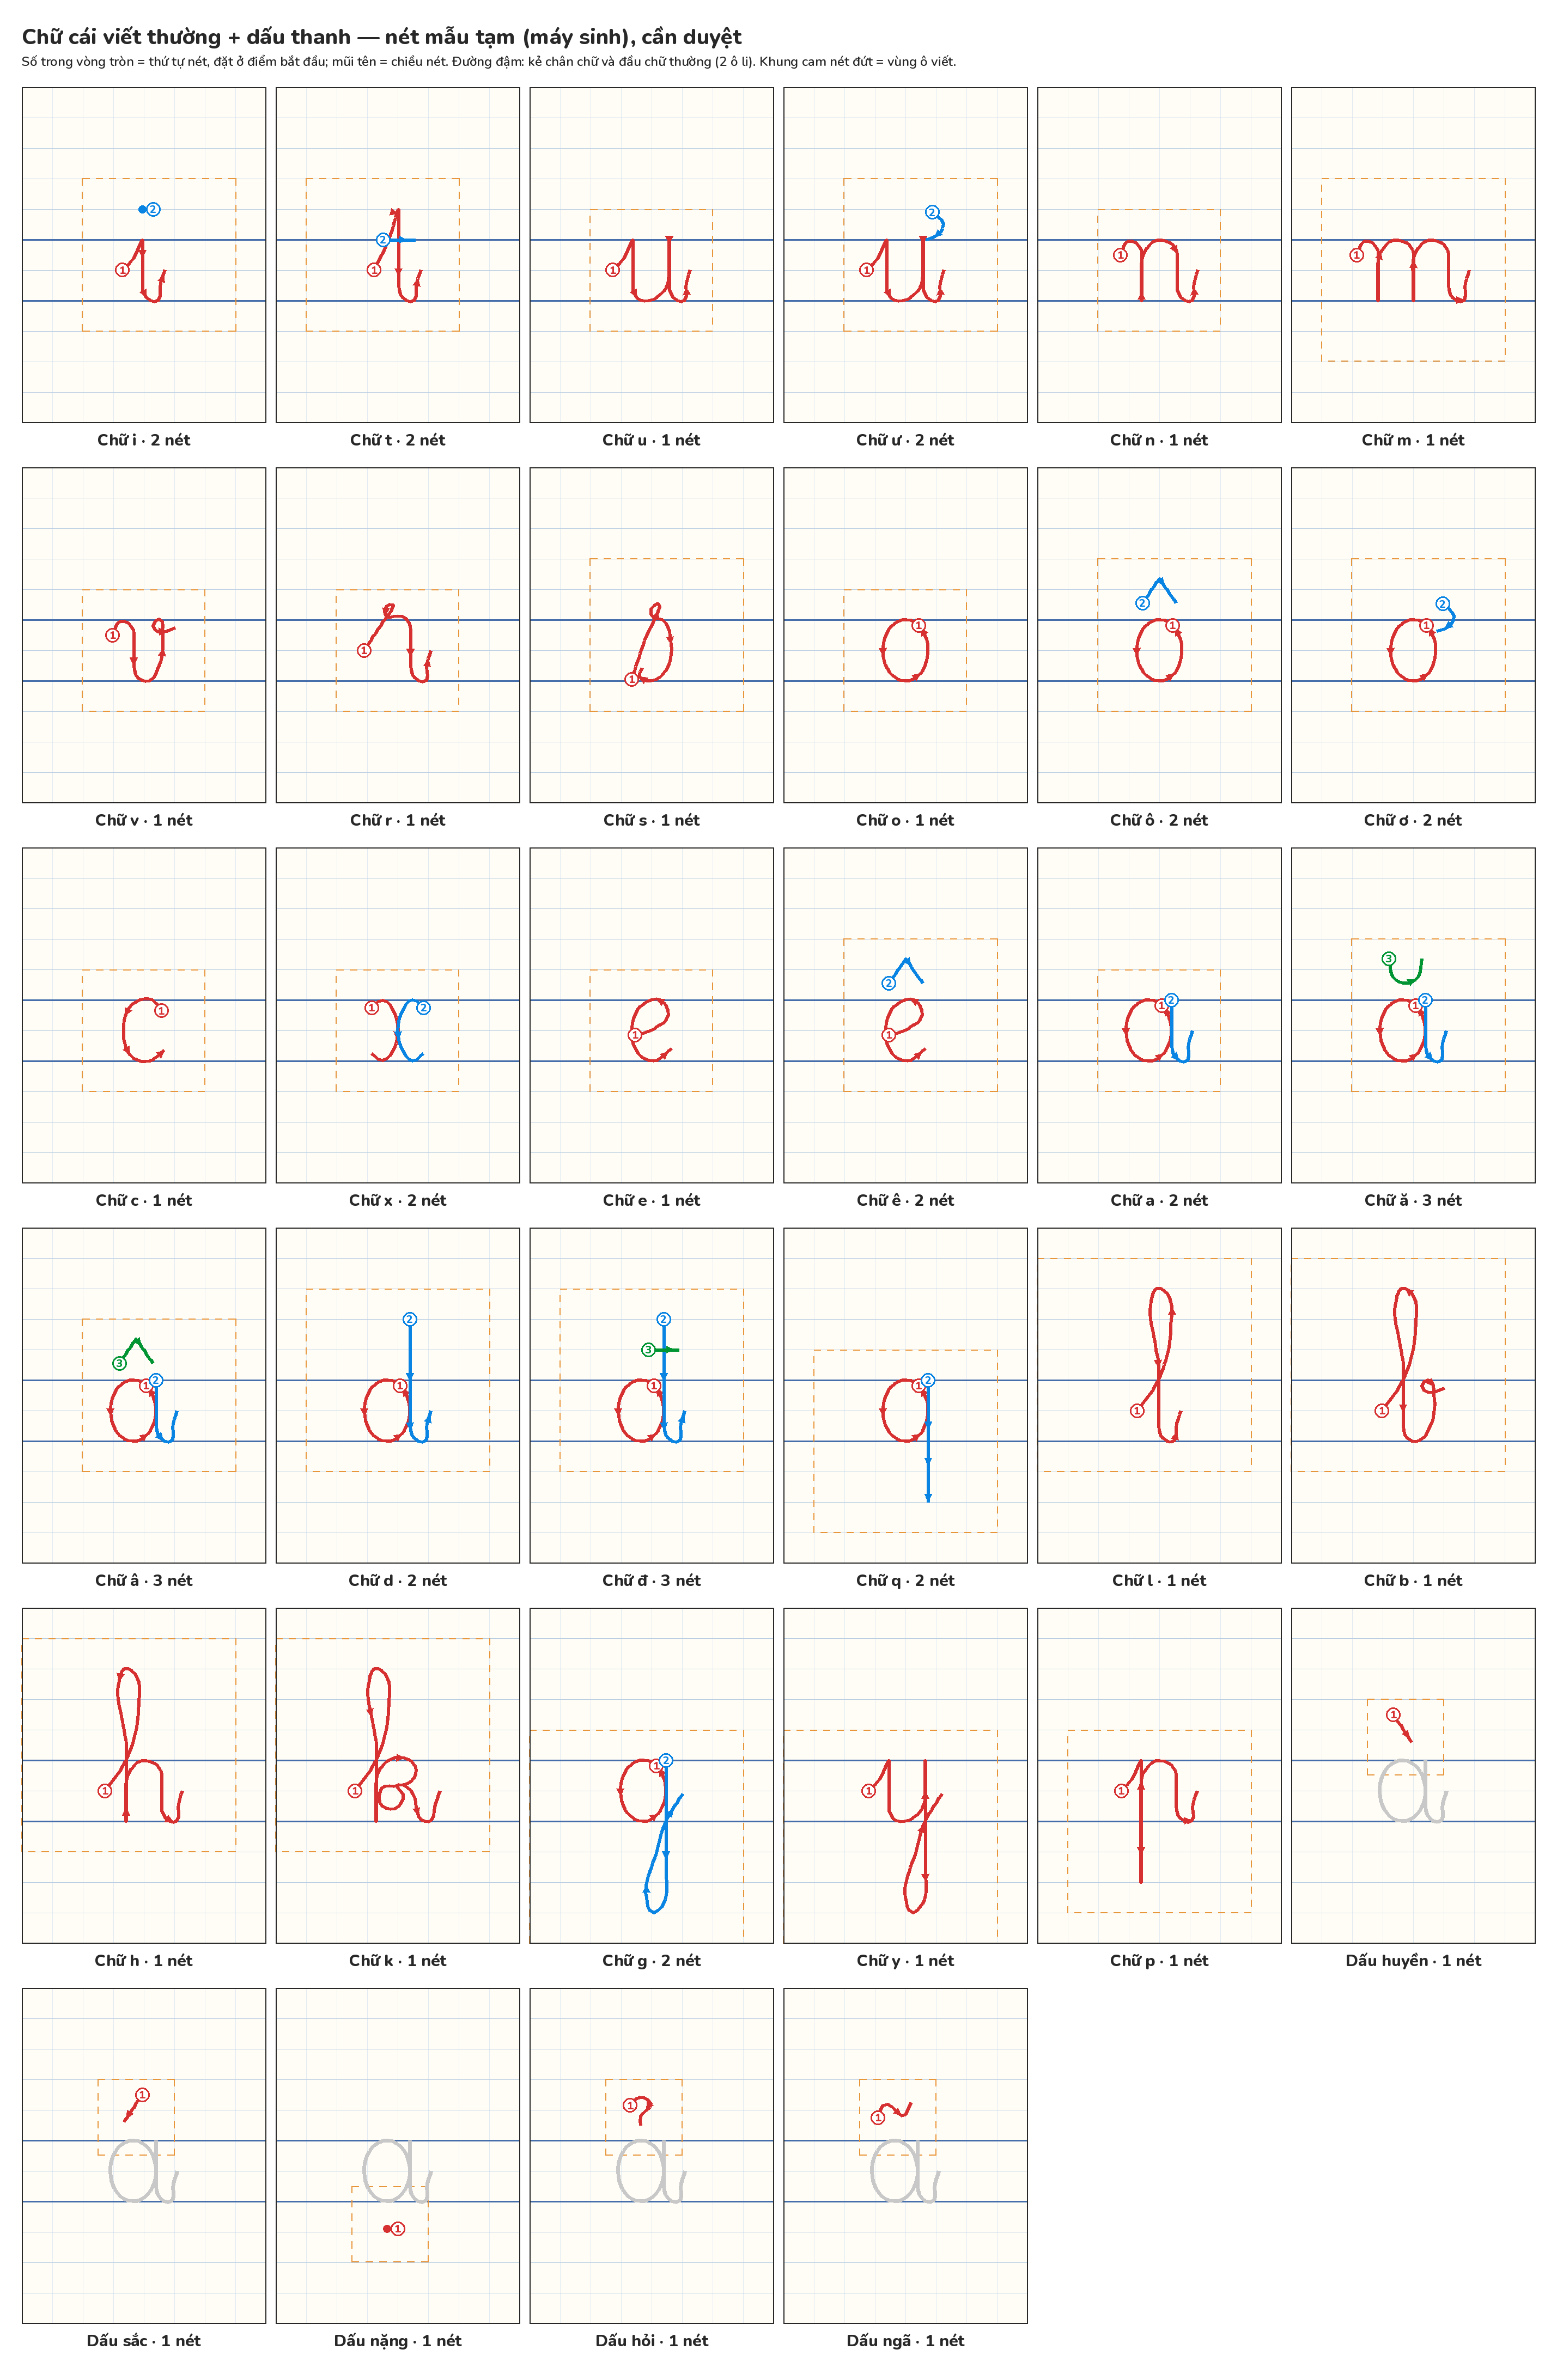 Chữ cái viết thường + dấu thanh — nét mẫu tạm (máy sinh), cần duyệt
Số trong vòng tròn = thứ tự nét, đặt ở điểm bắt đầu; mũi tên = chiều nét. Đường đậm: kẻ chân chữ và đầu chữ thường (2 ô li). Khung cam nét đứt = vùng ô viết.
Chữ i · 2 nét
Chữ t · 2 nét
Chữ u · 1 nét
Chữ ư · 2 nét
Chữ n · 1 nét
Chữ m · 1 nét
Chữ v · 1 nét
Chữ r · 1 nét
Chữ s · 1 nét
Chữ o · 1 nét
Chữ ô · 2 nét
Chữ ơ · 2 nét
Chữ c · 1 nét
Chữ x · 2 nét
Chữ e · 1 nét
Chữ ê · 2 nét
Chữ a · 2 nét
Chữ ă · 3 nét
Chữ â · 3 nét
Chữ d · 2 nét
Chữ đ · 3 nét
Chữ q · 2 nét
Chữ l · 1 nét
Chữ b · 1 nét
Chữ h · 1 nét
Chữ k · 1 nét
Chữ g · 2 nét
Chữ y · 1 nét
Chữ p · 1 nét
Dấu huyền · 1 nét
Dấu sắc · 1 nét
Dấu nặng · 1 nét
Dấu hỏi · 1 nét
Dấu ngã · 1 nét